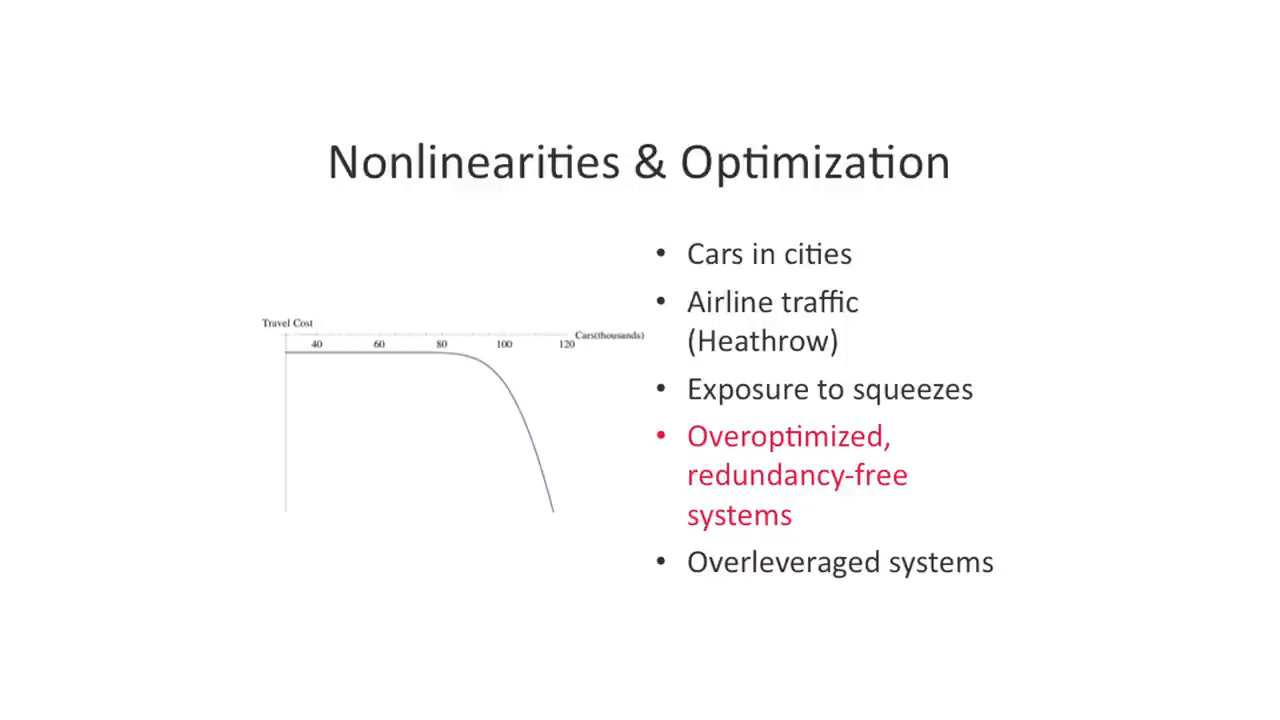 Nonlinearities & Optimization
• Cars in cities
• Airline traffic
(Heathrow)
• Exposure to squeezes
• Overoptimized,
redundancy-free
systems
• Overleveraged systems
Travel Cost
Cars(thousands)
40 60 80 100 120